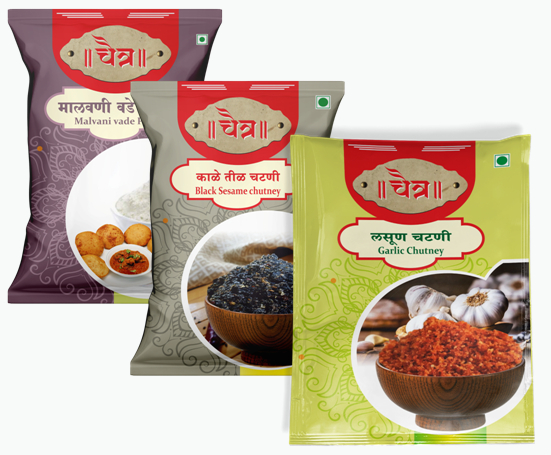 ॥ चैत्र ॥
मालवणी वडे
Malvani vade
॥ चैत्र ॥
काळे तीळ चटणी
Black Sesame chutney
॥ चैत्र ॥
लसूण चटणी
Garlic Chutney